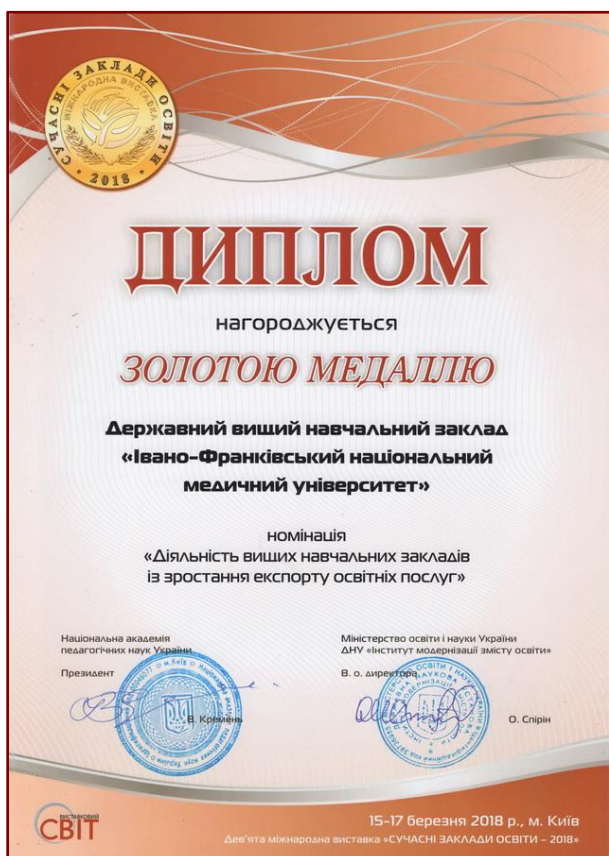 СУЧАСНІ ЗАКЛАДИ ОСВІТИ
МІЖНАРОДНА ВИСТАВКА
• 2018 •
ДИПЛОМ
нагороджується
ЗОЛОТОЮ МЕДАЛЛЮ
Державний вищий навчальний заклад
«Івано-Франківський національний
медичний університет»
номінація
«Діяльність вищих навчальних закладів
із зростання експорту освітніх послуг»
Національна академія
педагогічних наук України
Президент
В. Кремень
Міністерство освіти і науки України
ДНУ «Інститут модернізації змісту освіти»
В. о. директора
О. Спірін
ВИСТАВКОВИЙ
СВІТ
15-17 березня 2018 р., м. Київ
Дев’ята міжнародна виставка «СУЧАСНІ ЗАКЛАДИ ОСВІТИ – 2018»